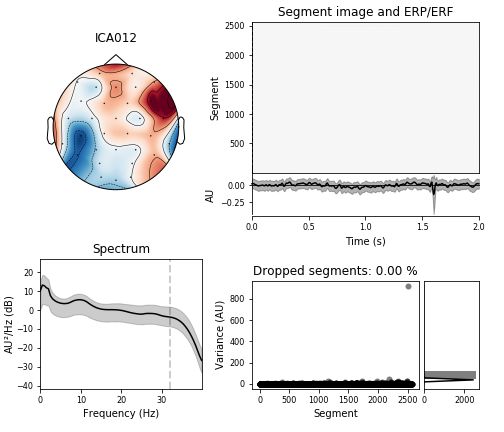 Segment image and ERP/ERF
ICA012
2500
2000
1500
1000
500
Segment
0.00
−0.25
AU
0.0 0.5 1.0 1.5 2.0
Time (s)
Spectrum
20
10
0
−10
−20
−30
−40
AU²/Hz (dB)
0 10 20 30
Frequency (Hz)
Dropped segments: 0.00 %
800
600
400
200
0
Variance (AU)
0 500 1000 1500 2000 2500
Segment
0 2000